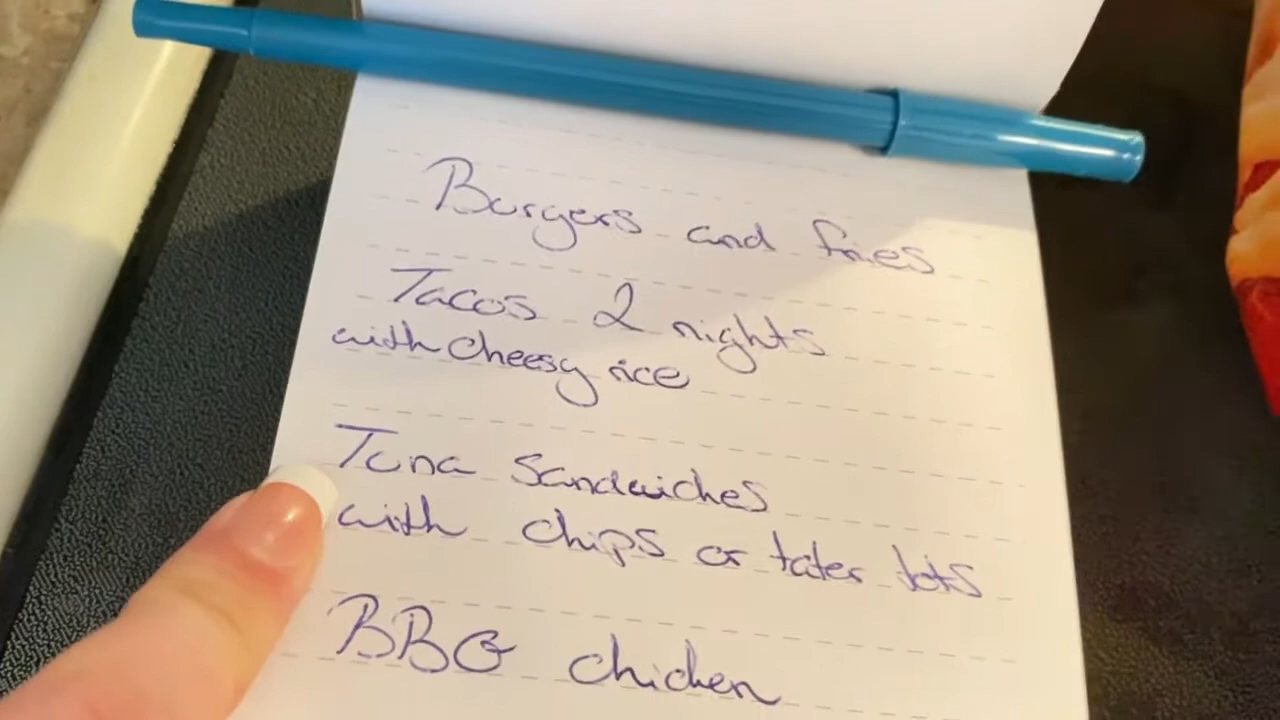 Burgers and fries
Tacos 2 nights
with Cheesy rice
Tuna Sandwiches
with chips or tater tots
BBQ chicken